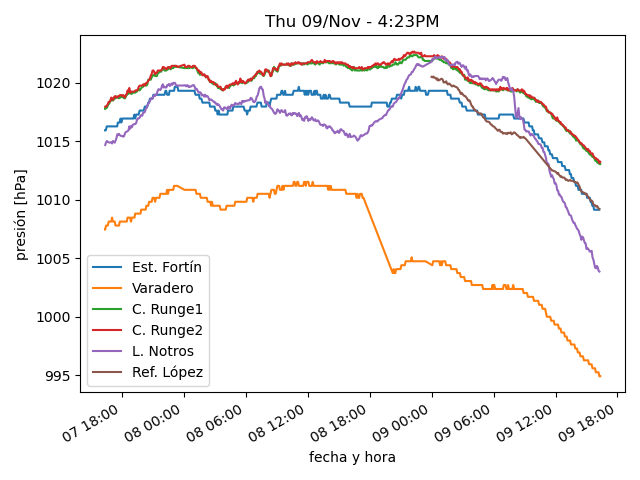 Thu 09/Nov - 4:23PM
presión [hPa]
1020
1015
1010
1005
1000
995
Est. Fortín
Varadero
C. Runge1
C. Runge2
L. Notros
Ref. López
07 18:00
08 00:00
08 06:00
08 12:00
08 18:00
09 00:00
09 06:00
09 12:00
09 18:00
fecha y hora